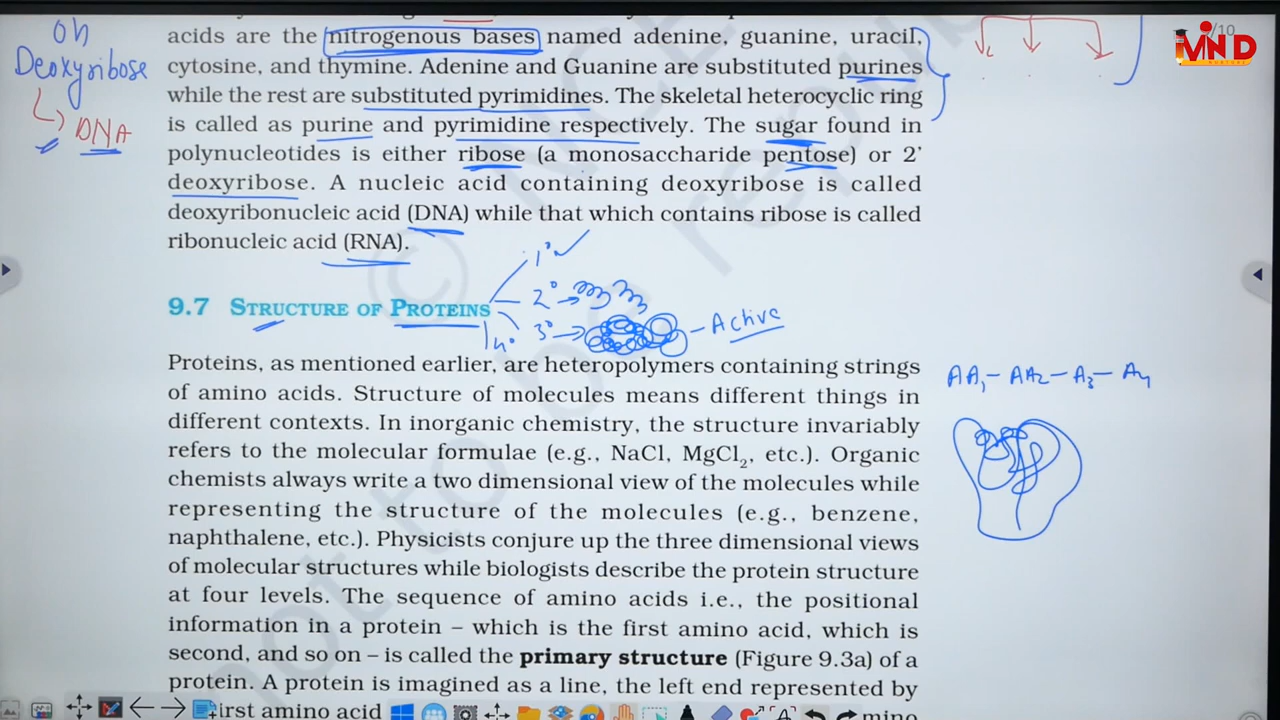 acids are the nitrogenous bases named adenine, guanine, uracil,
cytosine, and thymine. Adenine and Guanine are substituted purines
while the rest are substituted pyrimidines. The skeletal heterocyclic ring
is called as purine and pyrimidine respectively. The sugar found in
polynucleotides is either ribose (a monosaccharide pentose) or 2'
deoxyribose. A nucleic acid containing deoxyribose is called
deoxyribonucleic acid (DNA) while that which contains ribose is called
ribonucleic acid (RNA).
oh
Deoxyribose
DNA
/10
MIND
1°
2°
3°
4°
Active
9.7 STRUCTURE OF PROTEINS
Proteins, as mentioned earlier, are heteropolymers containing strings
of amino acids. Structure of molecules means different things in
different contexts. In inorganic chemistry, the structure invariably
refers to the molecular formulae (e.g., NaCl, MgCl₂, etc.). Organic
chemists always write a two dimensional view of the molecules while
representing the structure of the molecules (e.g., benzene,
naphthalene, etc.). Physicists conjure up the three dimensional views
of molecular structures while biologists describe the protein structure
at four levels. The sequence of amino acids i.e., the positional
information in a protein – which is the first amino acid, which is
second, and so on – is called the primary structure (Figure 9.3a) of a
protein. A protein is imagined as a line, the left end represented by
first amino acid
AA₁ – AA₂ – A₃ – A₄